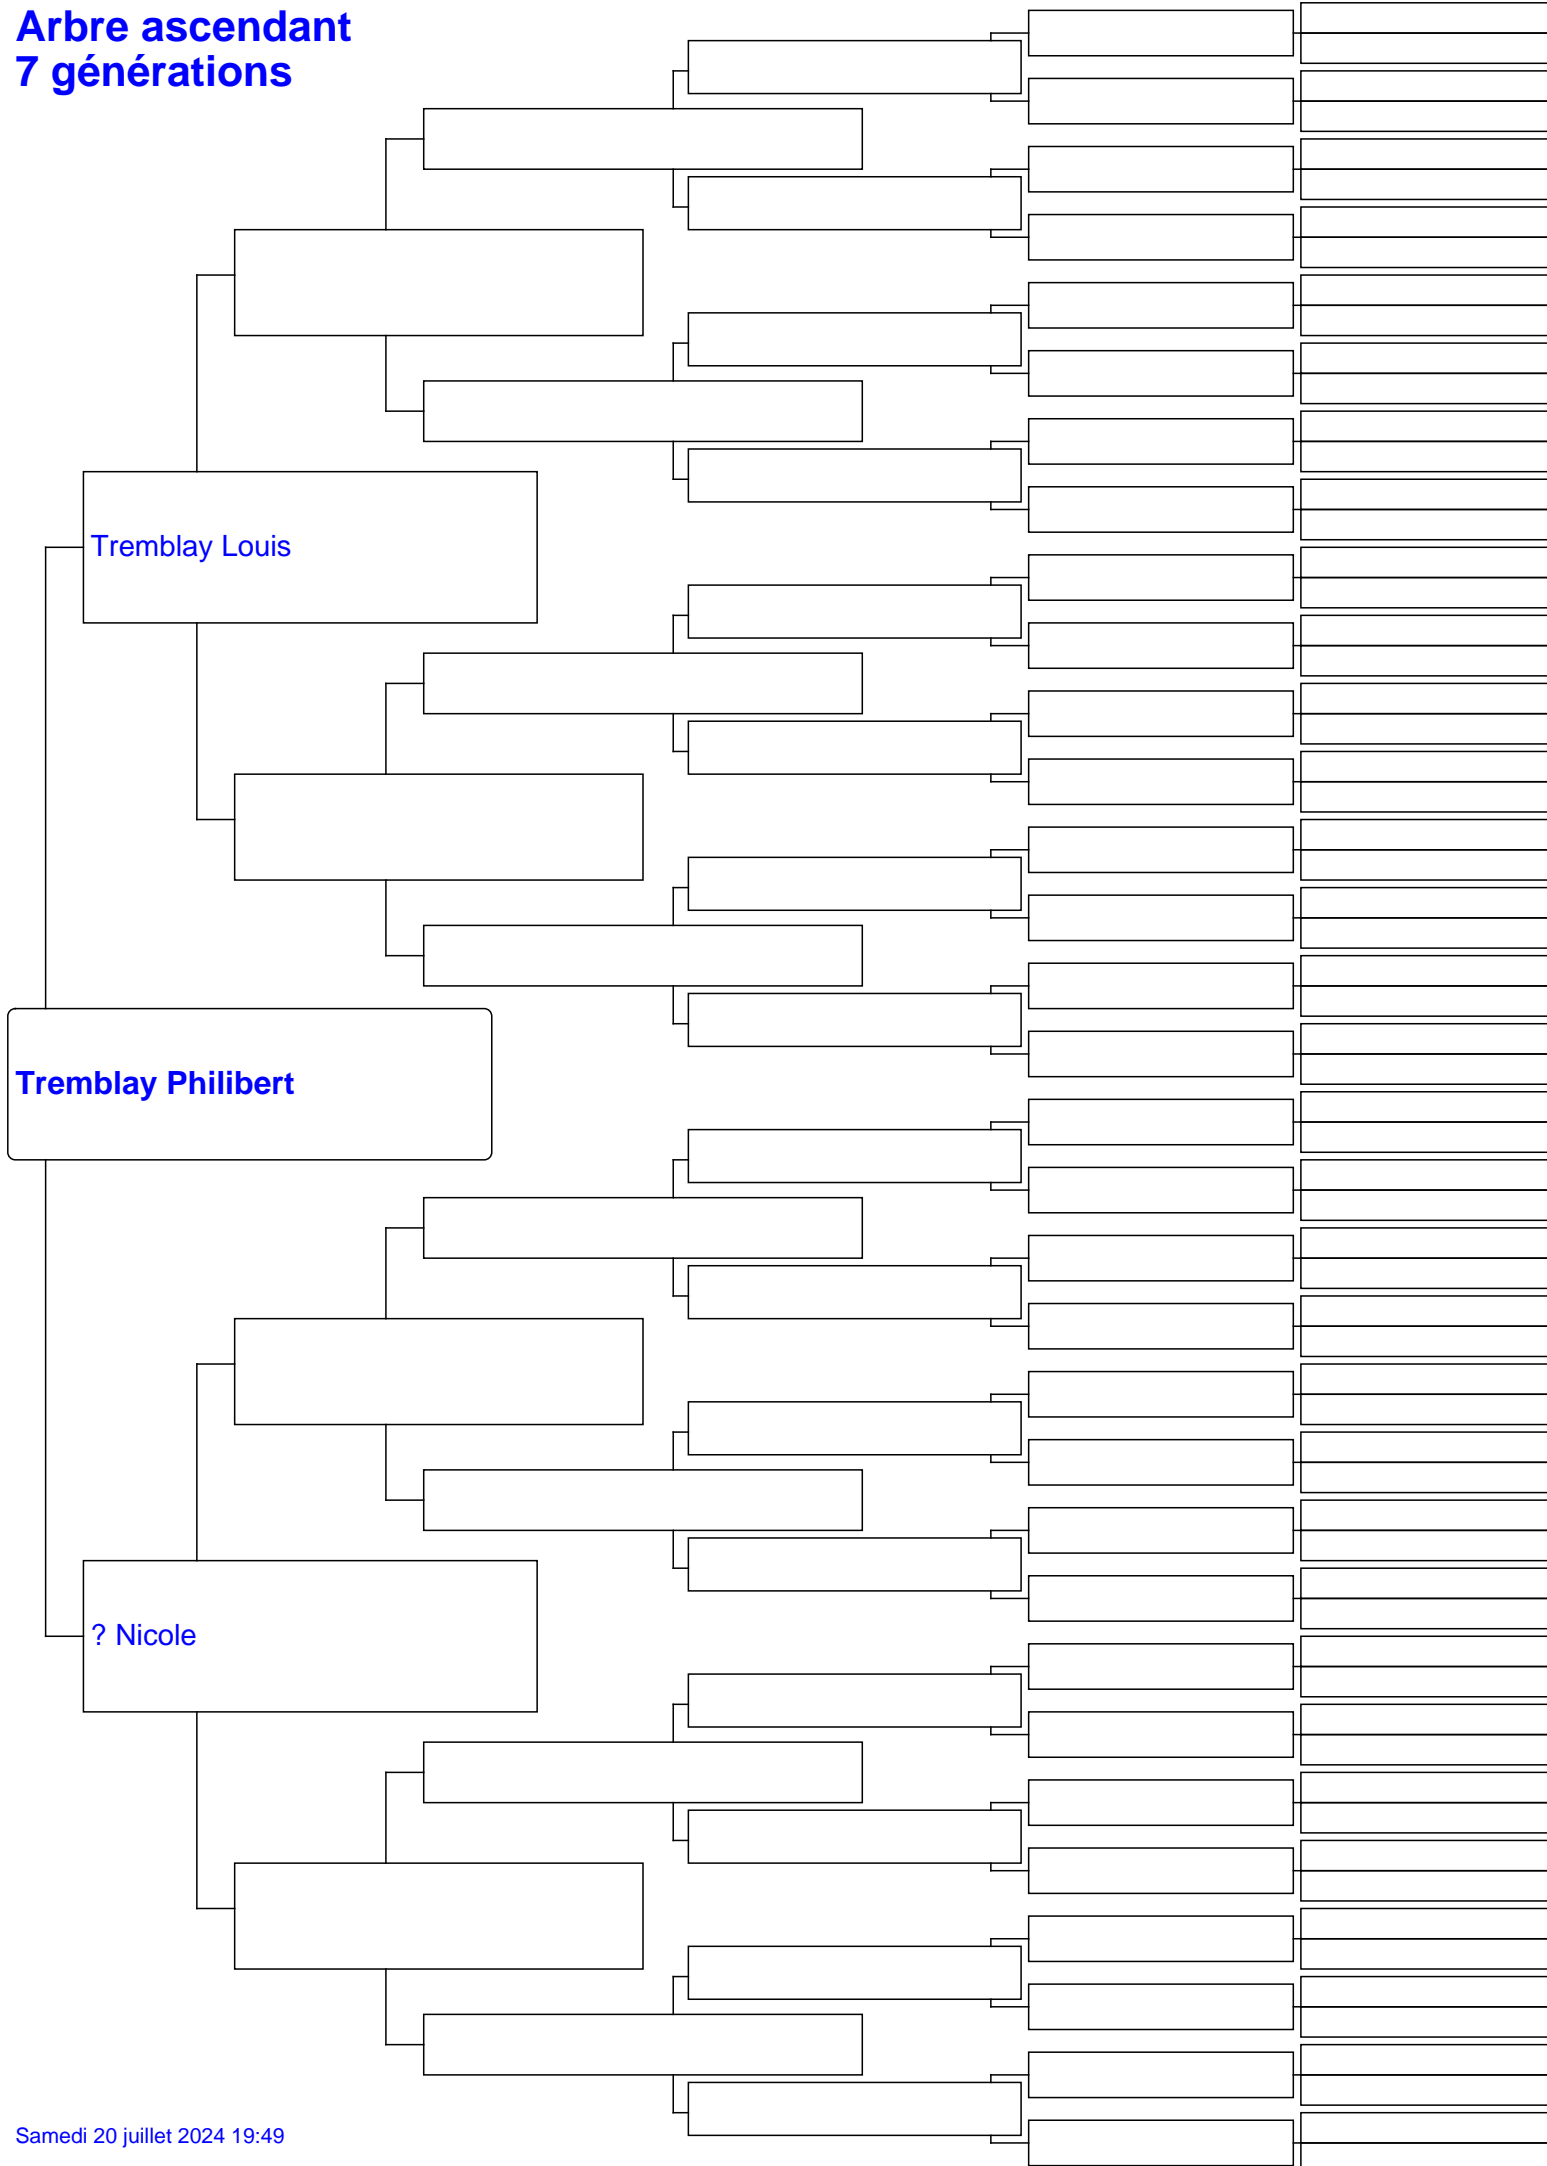 Arbre ascendant
7 générations
Tremblay Louis
Tremblay Philibert
? Nicole
Samedi 20 juillet 2024 19:49